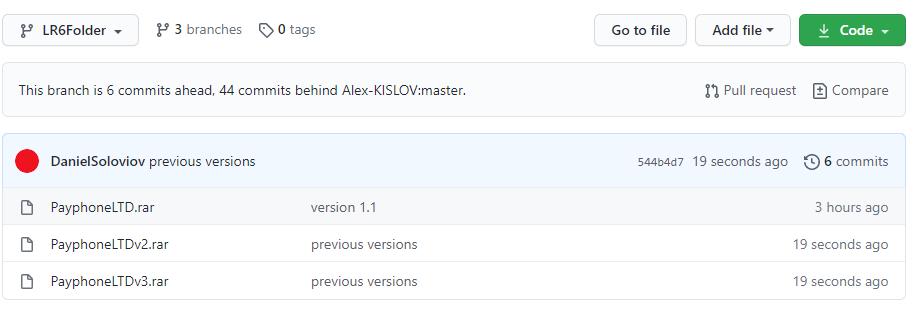 LR6Folder 3 branches 0 tags Go to file Add file Code
This branch is 6 commits ahead, 44 commits behind Alex-KISLOV:master. Pull request Compare
DanielSoloviov previous versions 544b4d7 19 seconds ago 6 commits
PayphoneLTD.rar version 1.1 3 hours ago
PayphoneLTDv2.rar previous versions 19 seconds ago
PayphoneLTDv3.rar previous versions 19 seconds ago